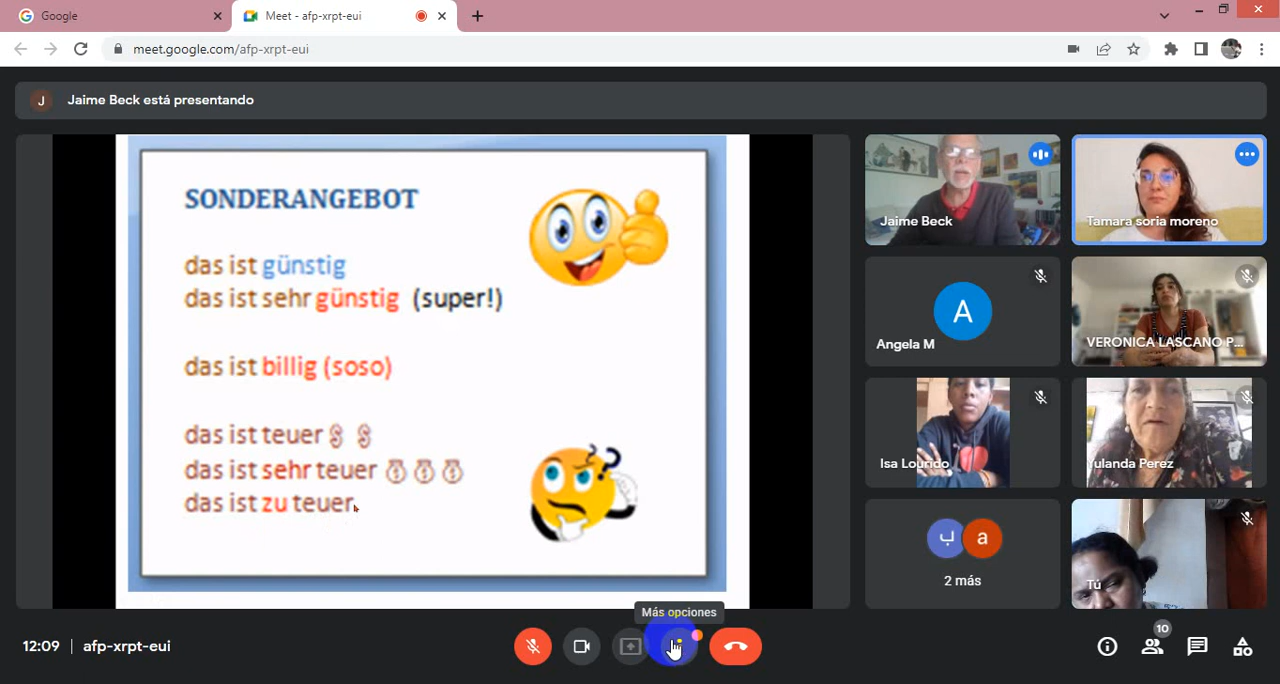 Google
Meet - afp-xrpt-eui
meet.google.com/afp-xrpt-eui
J
Jaime Beck está presentando
SONDERANGEBOT
das ist günstig
das ist sehr günstig (super!)
das ist billig (soso)
das ist teuer
das ist sehr teuer
das ist zu teuer
Jaime Beck
Tamara soria moreno
A
Angela M
VERONICA LASCANO P...
Isa Lourido
Yulanda Perez
ب a
2 más
Tú
Más opciones
12:09 | afp-xrpt-eui
10